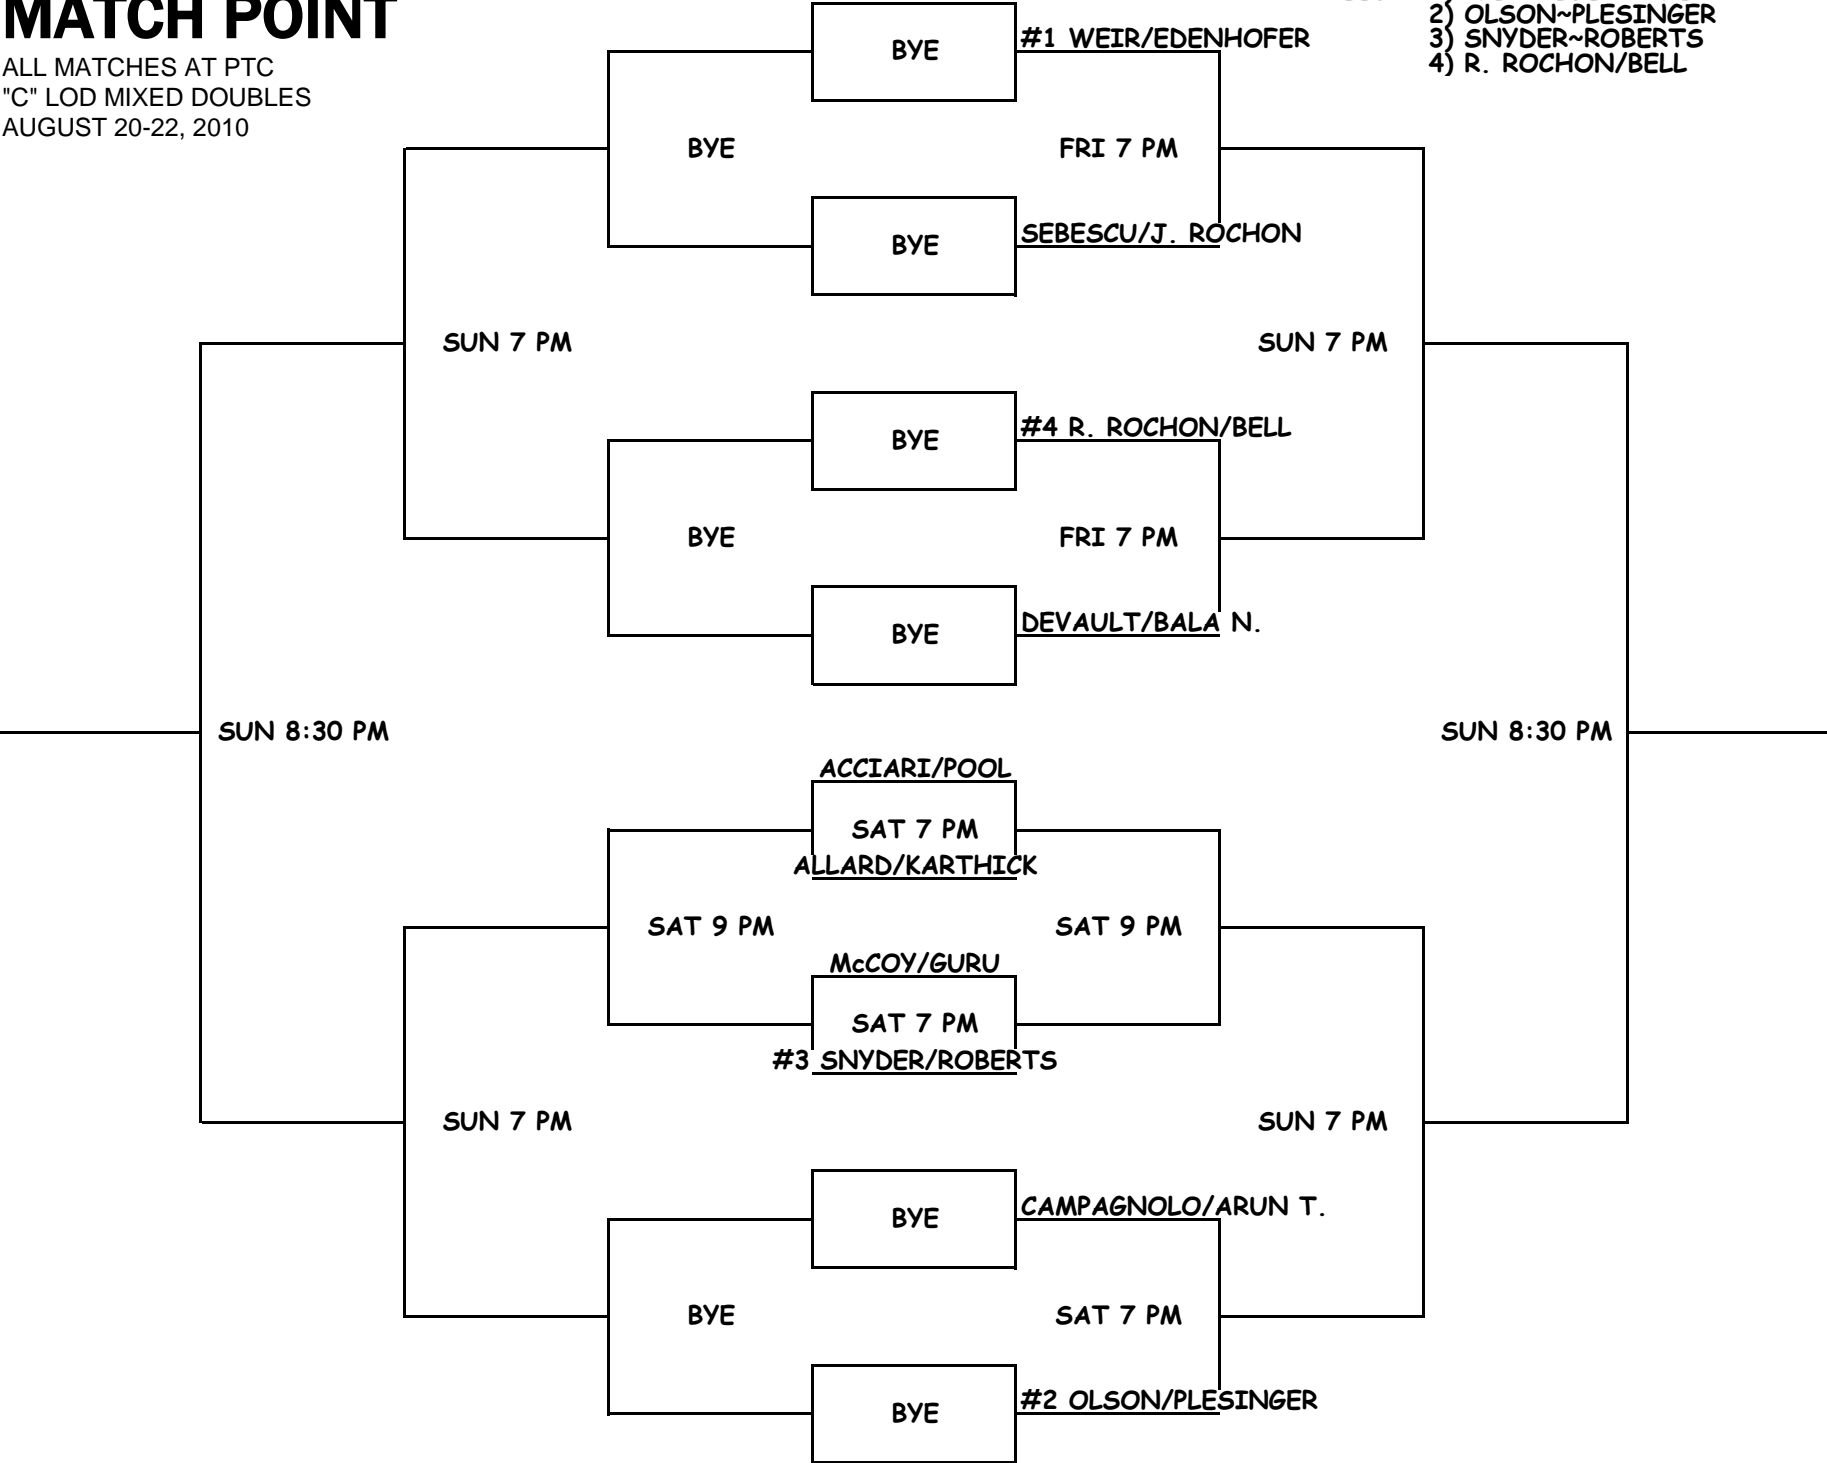 MATCH POINT
ALL MATCHES AT PTC
"C" LOD MIXED DOUBLES
AUGUST 20-22, 2010
2) OLSON~PLESINGER
3) SNYDER~ROBERTS
4) R. ROCHON/BELL
BYE
#1 WEIR/EDENHOFER
BYE
FRI 7 PM
BYE
SEBESCU/J. ROCHON
SUN 7 PM
SUN 7 PM
BYE
#4 R. ROCHON/BELL
BYE
FRI 7 PM
BYE
DEVAULT/BALA N.
SUN 8:30 PM
SUN 8:30 PM
ACCIARI/POOL
SAT 7 PM
ALLARD/KARTHICK
SAT 9 PM
SAT 9 PM
McCOY/GURU
SAT 7 PM
#3 SNYDER/ROBERTS
SUN 7 PM
SUN 7 PM
BYE
CAMPAGNOLO/ARUN T.
BYE
SAT 7 PM
BYE
#2 OLSON/PLESINGER